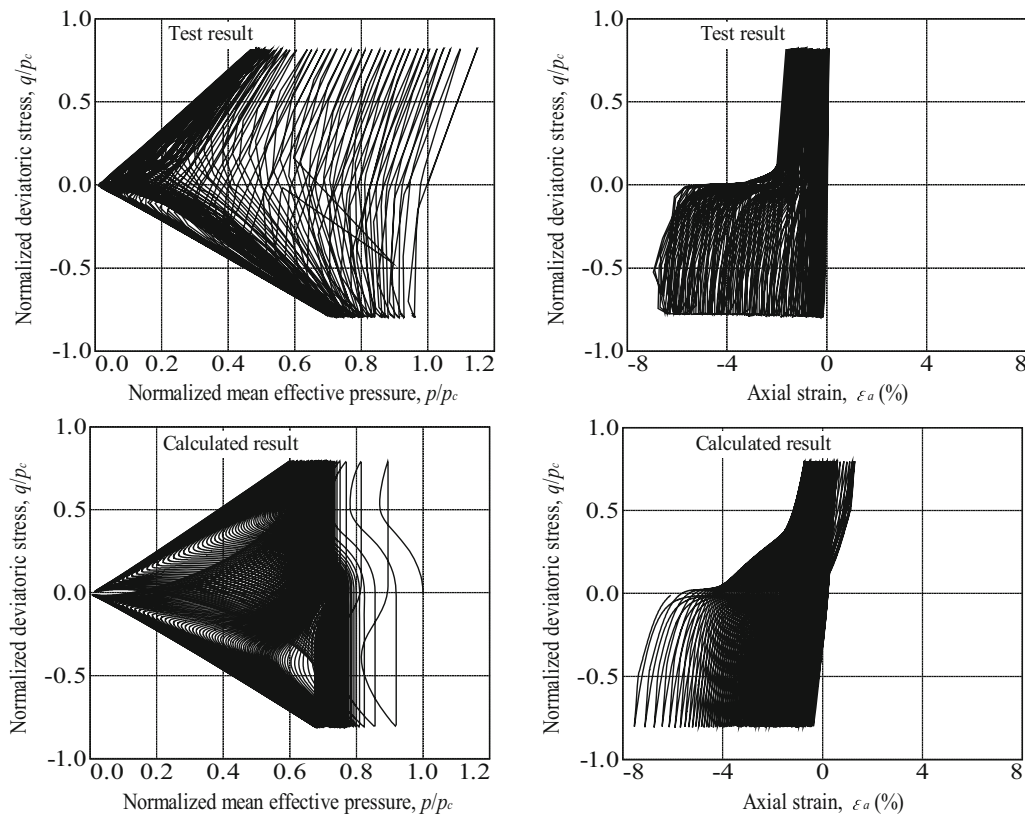 Test result
1.0
0.5
0.0
-0.5
-1.0
Normalized deviatoric stress, q/pc
0.0 0.2 0.4 0.6 0.8 1.0 1.2
Normalized mean effective pressure, p/pc
Test result
1.0
0.5
0.0
-0.5
-1.0
Normalized deviatoric stress, q/pc
-8 -4 0 4 8
Axial strain, εa (%)
Calculated result
1.0
0.5
0.0
-0.5
-1.0
Normalized deviatoric stress, q/pc
0.0 0.2 0.4 0.6 0.8 1.0 1.2
Normalized mean effective pressure, p/pc
Calculated result
1.0
0.5
0.0
-0.5
-1.0
Normalized deviatoric stress, q/pc
-8 -4 0 4 8
Axial strain, εa (%)